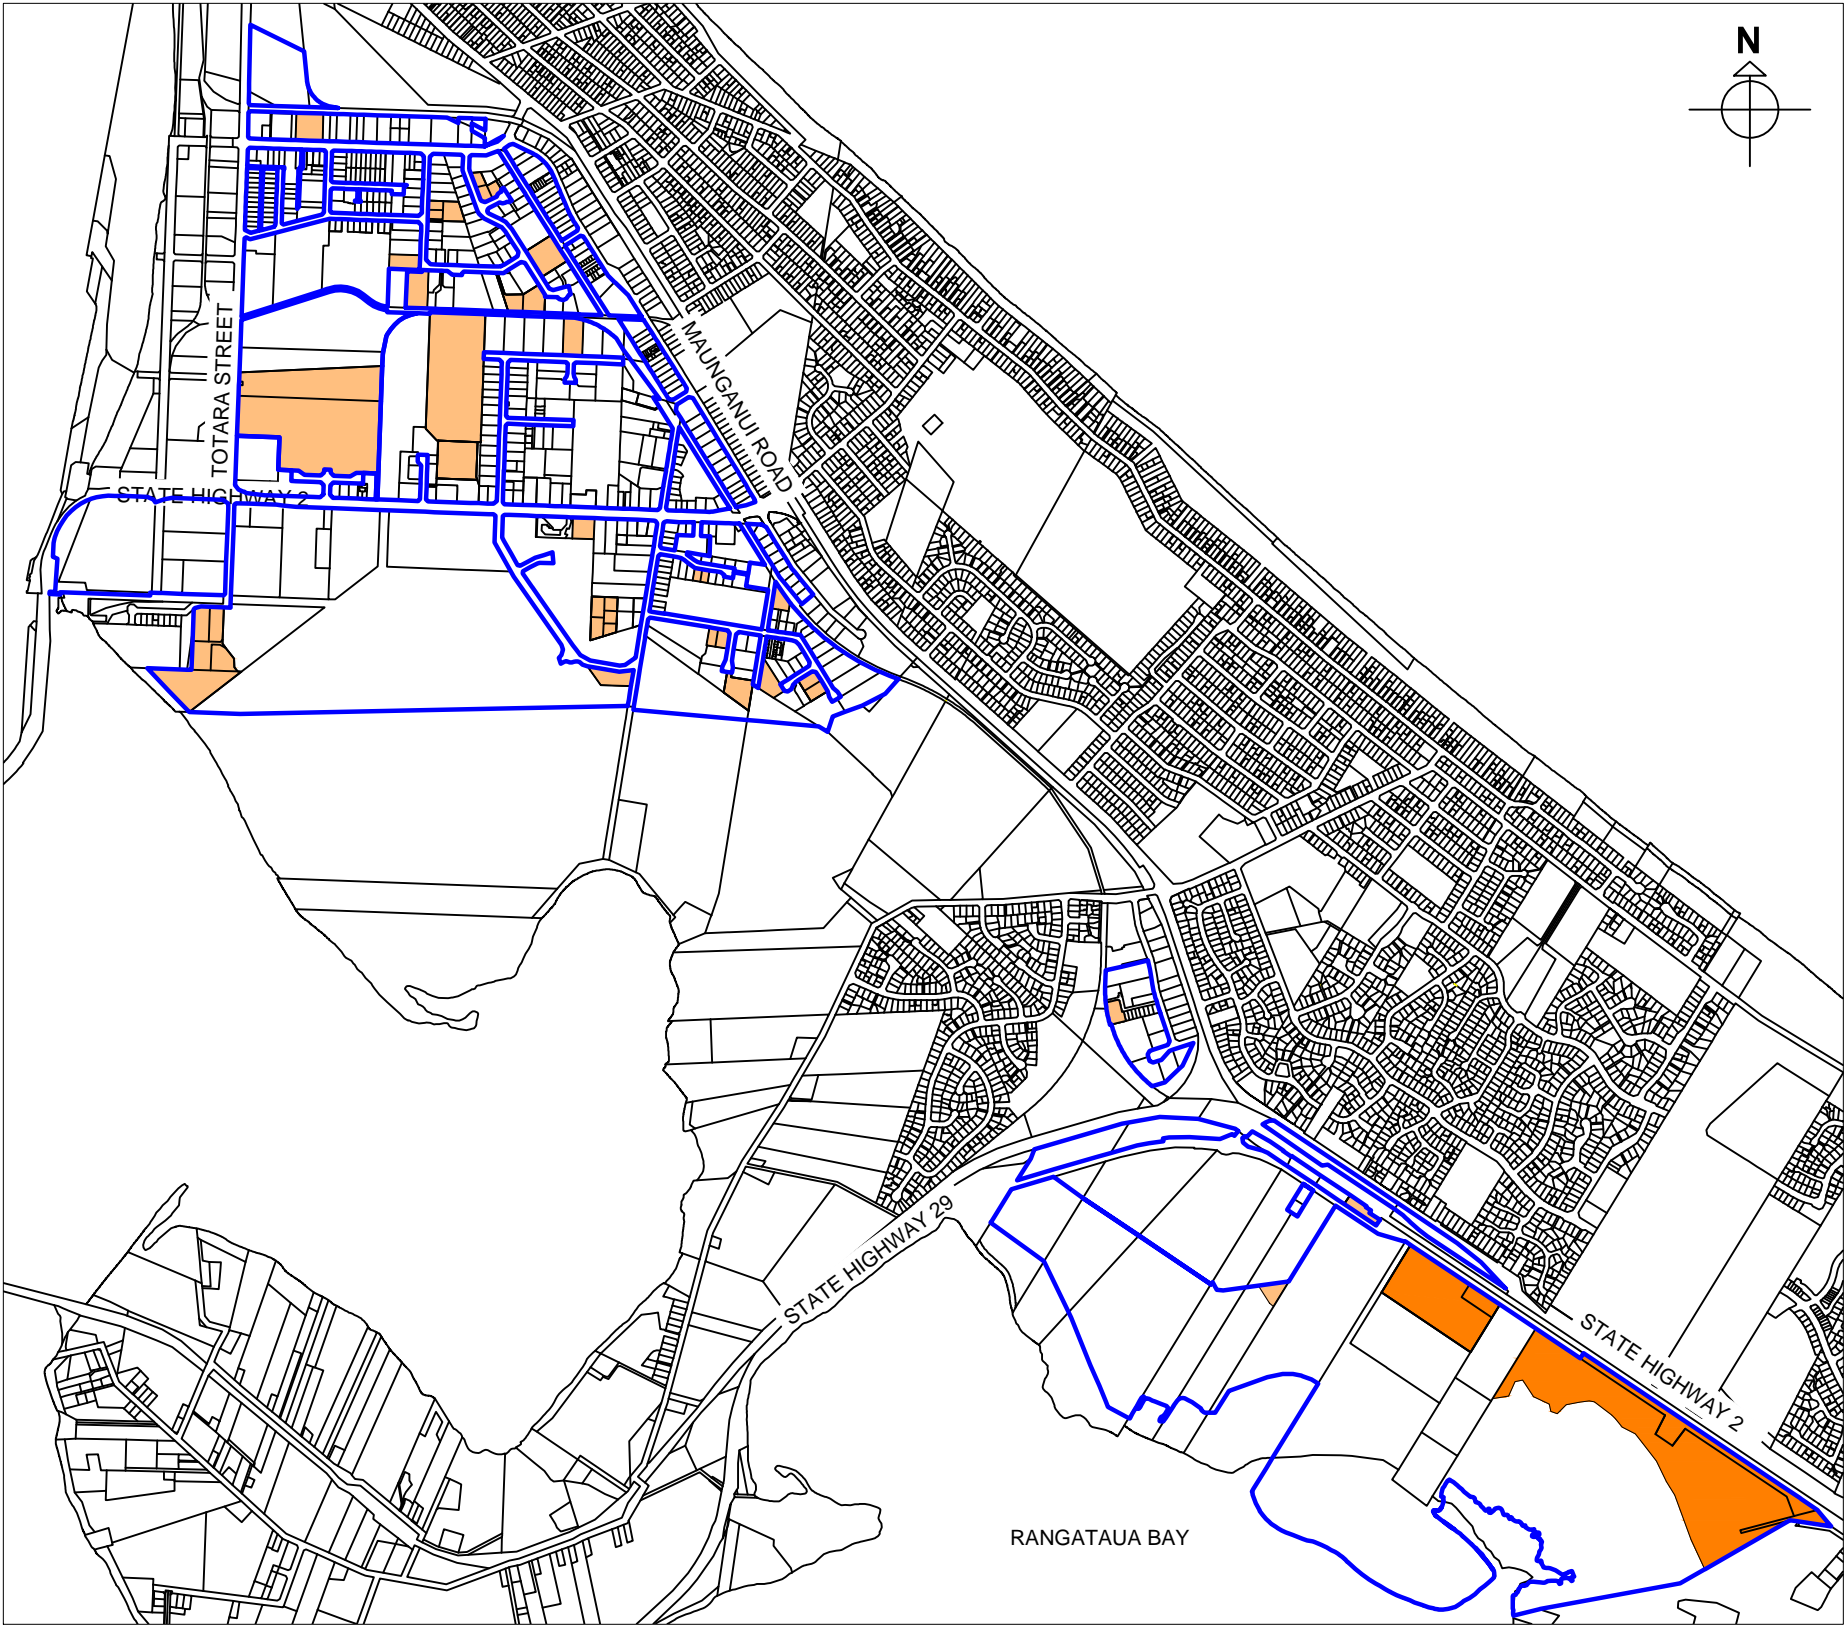 N
TOTARA STREET
MAUNGANUI ROAD
STATE HIGHWAY 2
STATE HIGHWAY 29
STATE HIGHWAY 2
RANGATAUA BAY